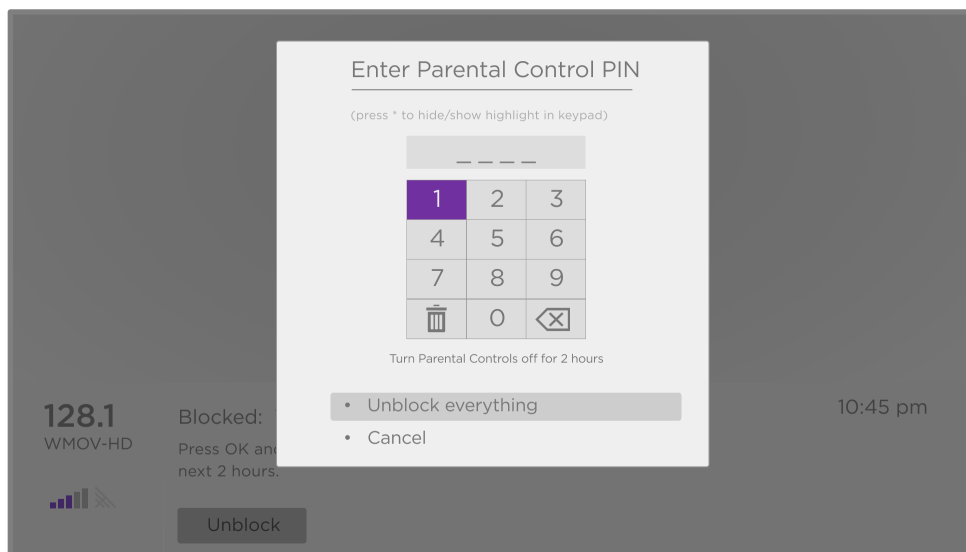 Enter Parental Control PIN
(press * to hide/show highlight in keypad)
_ _ _ _
1 2 3
4 5 6
7 8 9
0
Turn Parental Controls off for 2 hours
• Unblock everything
• Cancel
128.1
WMOV-HD
Blocked:
Press OK
next 2 hours.
Unblock
10:45 pm